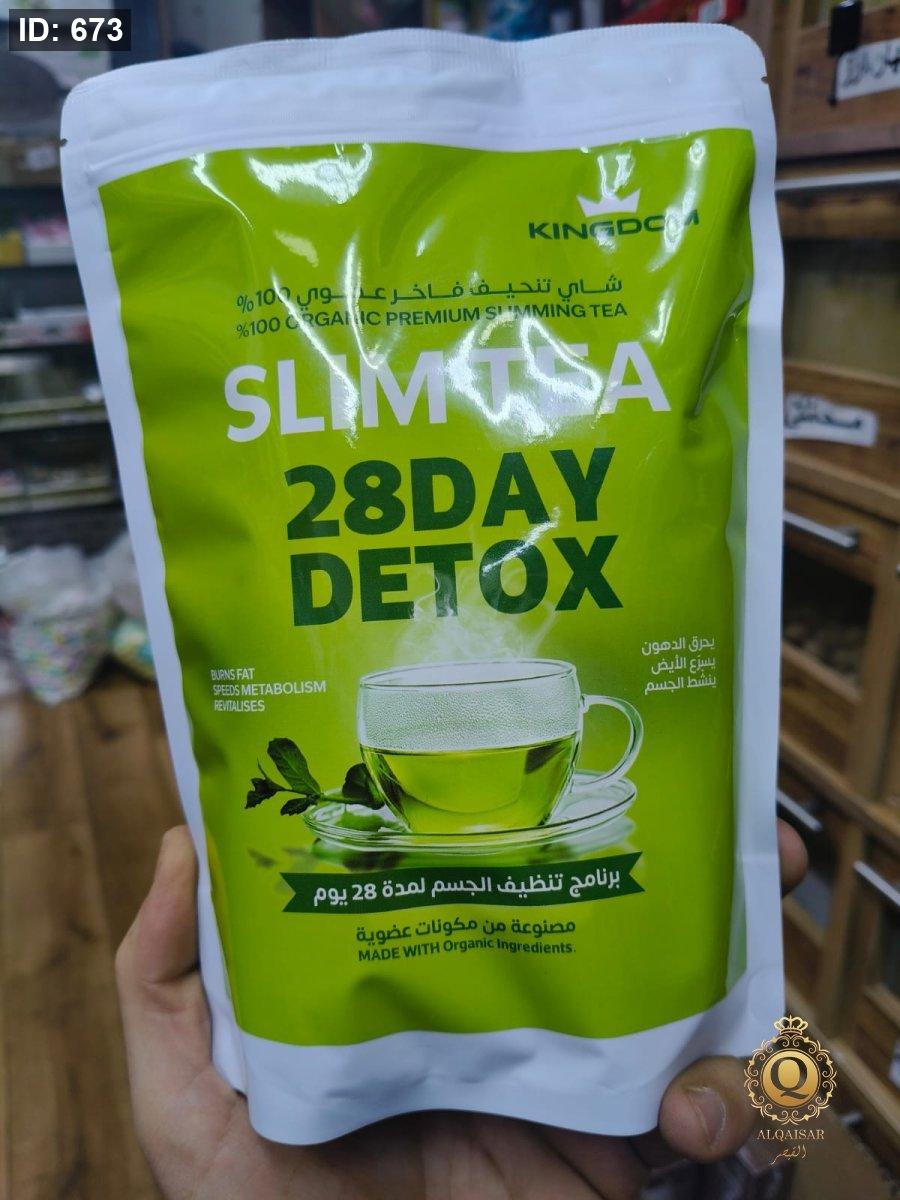 ID: 673
KINGDOM
شاي تنحيف فاخر عضوي 100%
%100 ORGANIC PREMIUM SLIMMING TEA
SLIM TEA
28DAY
DETOX
BURNS FAT
SPEEDS METABOLISM
REVITALISES
يحرق الدهون
يسرّع الأيض
ينشط الجسم
برنامج تنظيف الجسم لمدة 28 يوم
مصنوعة من مكونات عضوية
MADE WITH Organic Ingredients.
Q
ALQAISAR
القيصر